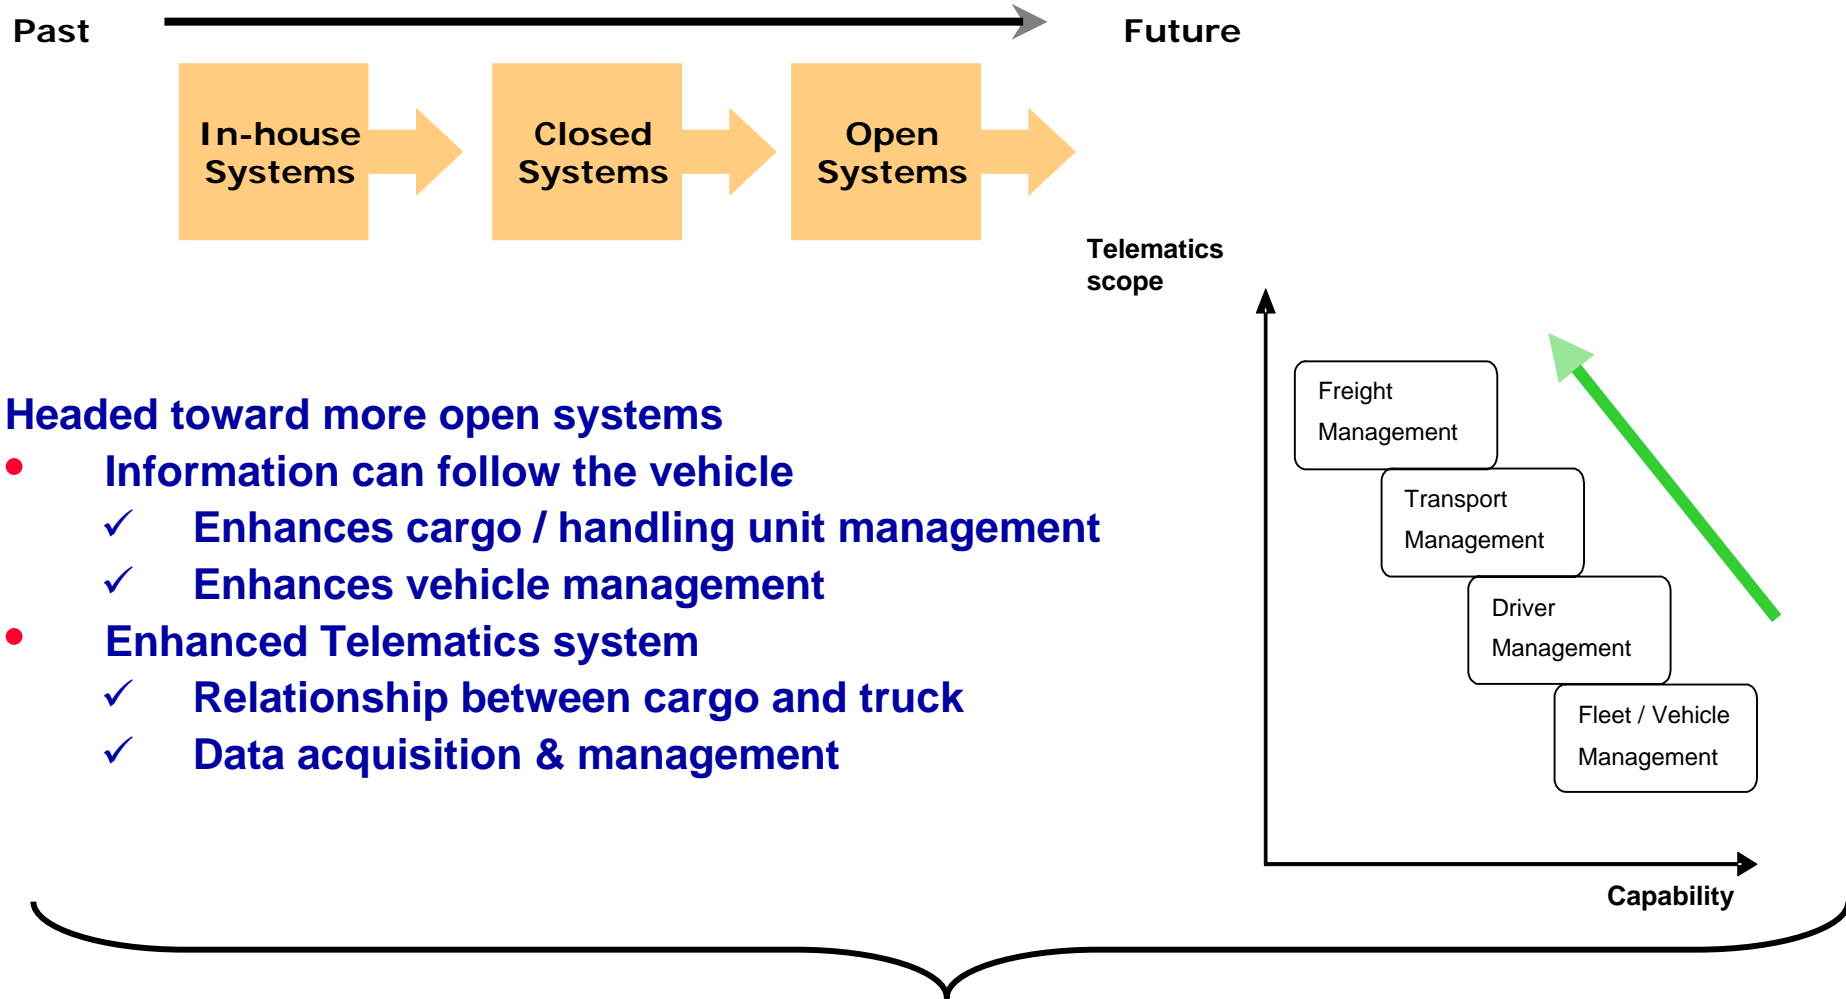 Past
Future
In-house
Systems
Closed
Systems
Open
Systems
Telematics
scope
Headed toward more open systems
• Information can follow the vehicle
✓ Enhances cargo / handling unit management
✓ Enhances vehicle management
• Enhanced Telematics system
✓ Relationship between cargo and truck
✓ Data acquisition & management
Freight
Management
Transport
Management
Driver
Management
Fleet / Vehicle
Management
Capability